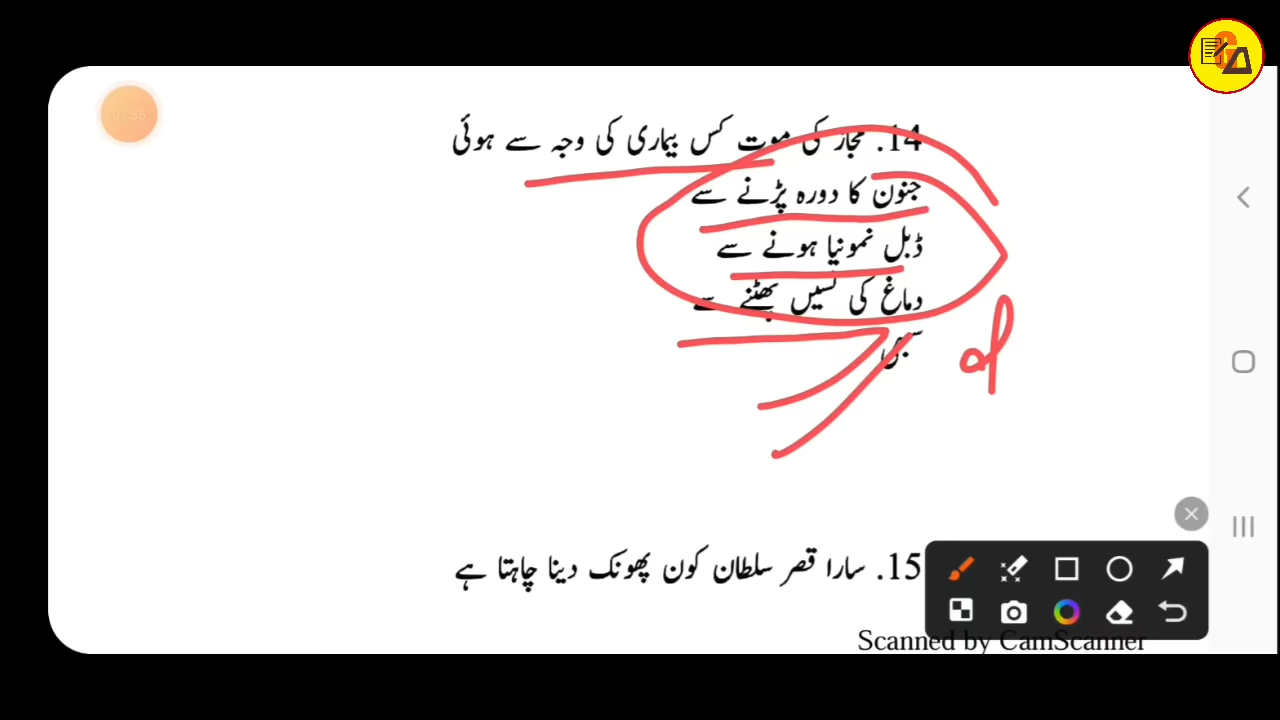 14. مجاز کی موت کس بیماری کی وجہ سے ہوئی
جنون کا دورہ پڑنے سے
ڈبل نمونیا ہونے سے
دماغ کی نسیں پھٹنے سے
سبھی
15. سارا قصر سلطان کون پھونک دینا چاہتا ہے
Scanned by CamScanner